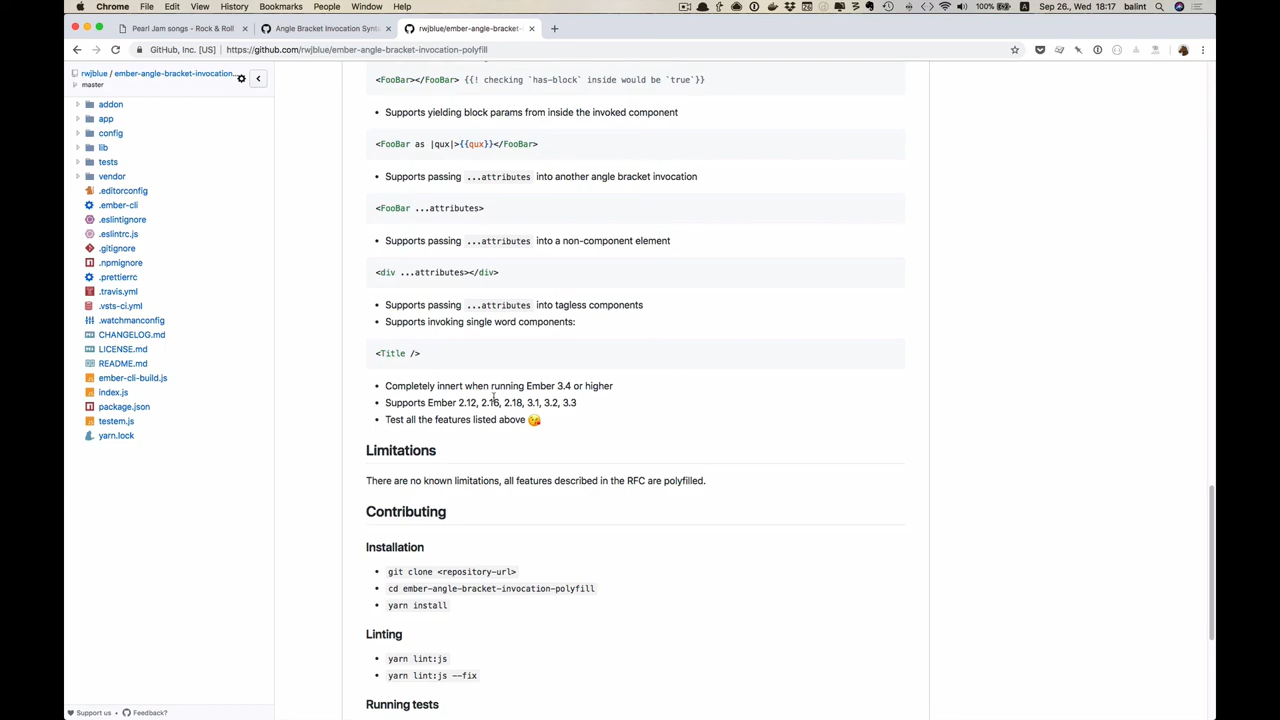 Chrome File Edit View History Bookmarks People Window Help
100% Sep 26., Wed 18:17 balint
Pearl Jam songs - Rock & Roll
Angle Bracket Invocation Synt
rwjblue/ember-angle-bracket-
GitHub, Inc. [US] https://github.com/rwjblue/ember-angle-bracket-invocation-polyfill
rwjblue / ember-angle-bracket-invocation...
master
addon
app
config
lib
tests
vendor
.editorconfig
.ember-cli
.eslintignore
.eslintrc.js
.gitignore
.npmignore
.prettierrc
.travis.yml
.vsts-ci.yml
.watchmanconfig
CHANGELOG.md
LICENSE.md
README.md
ember-cli-build.js
index.js
package.json
testem.js
yarn.lock
Support us
Feedback?
<FooBar></FooBar> {{! checking `has-block` inside would be `true`}}
Supports yielding block params from inside the invoked component
<FooBar as |qux|>{{qux}}</FooBar>
Supports passing ...attributes into another angle bracket invocation
<FooBar ...attributes>
Supports passing ...attributes into a non-component element
<div ...attributes></div>
Supports passing ...attributes into tagless components
Supports invoking single word components:
<Title />
Completely innert when running Ember 3.4 or higher
Supports Ember 2.12, 2.16, 2.18, 3.1, 3.2, 3.3
Test all the features listed above 😘
Limitations
There are no known limitations, all features described in the RFC are polyfilled.
Contributing
Installation
git clone <repository-url>
cd ember-angle-bracket-invocation-polyfill
yarn install
Linting
yarn lint:js
yarn lint:js --fix
Running tests